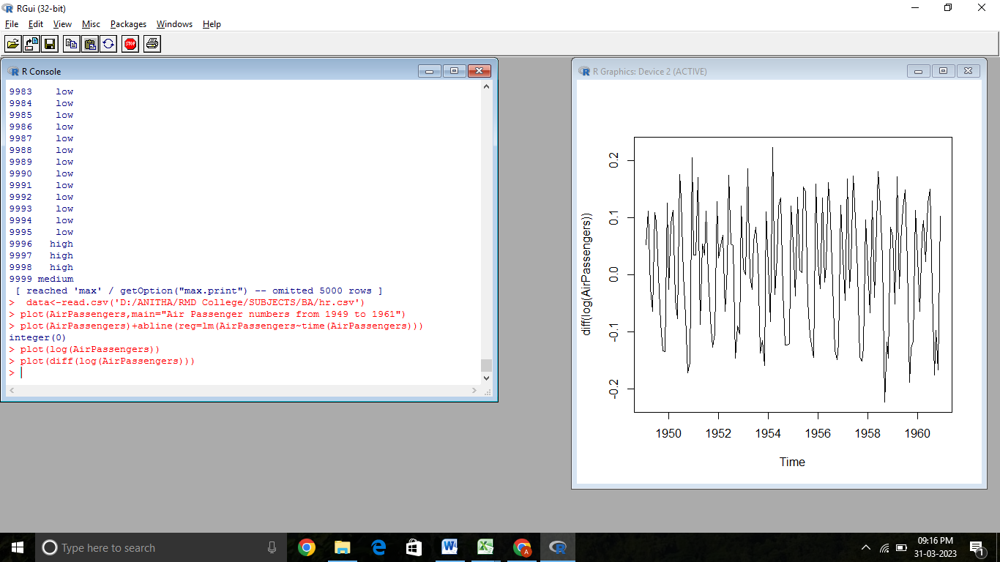 RGui (32-bit)
File Edit View Misc Packages Windows Help
STOP
R Console
9983 low
9984 low
9985 low
9986 low
9987 low
9988 low
9989 low
9990 low
9991 low
9992 low
9993 low
9994 low
9995 low
9996 high
9997 high
9998 high
9999 medium
[ reached 'max' / getOption("max.print") -- omitted 5000 rows ]
> data<-read.csv('D:/ANITHA/RMD College/SUBJECTS/BA/hr.csv')
> plot(AirPassengers,main="Air Passenger numbers from 1949 to 1961")
> plot(AirPassengers)+abline(reg=lm(AirPassengers~time(AirPassengers)))
integer(0)
> plot(log(AirPassengers))
> plot(diff(log(AirPassengers)))
>
R Graphics: Device 2 (ACTIVE)
diff(log(AirPassengers))
0.2
0.1
0.0
-0.1
-0.2
1950 1952 1954 1956 1958 1960
Time
Type here to search
A
09:16 PM
31-03-2023
1